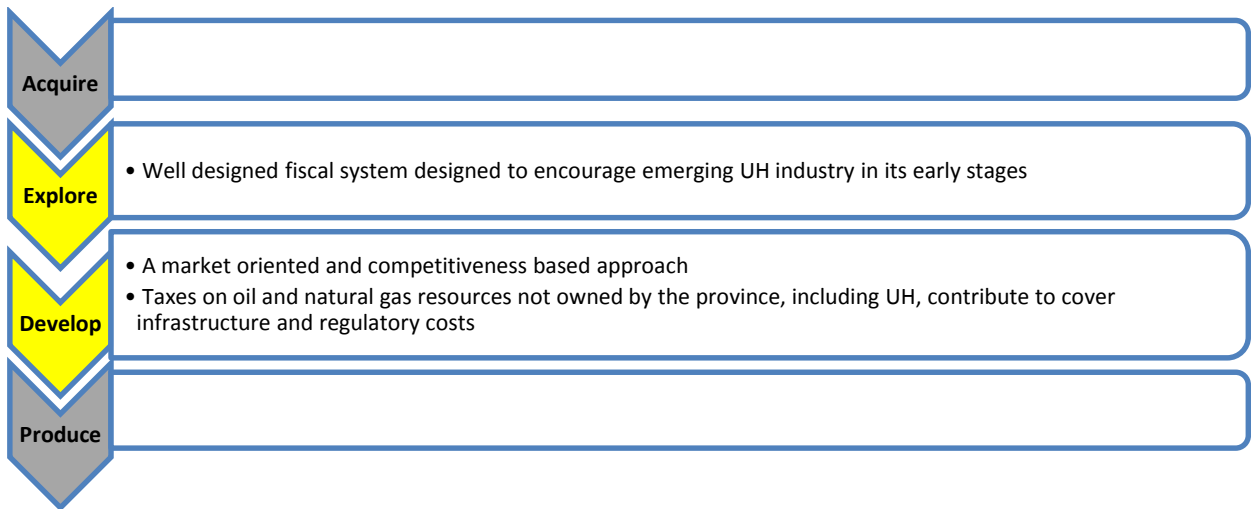 Acquire
Explore
• Well designed fiscal system designed to encourage emerging UH industry in its early stages
Develop
• A market oriented and competitiveness based approach
• Taxes on oil and natural gas resources not owned by the province, including UH, contribute to cover
infrastructure and regulatory costs
Produce